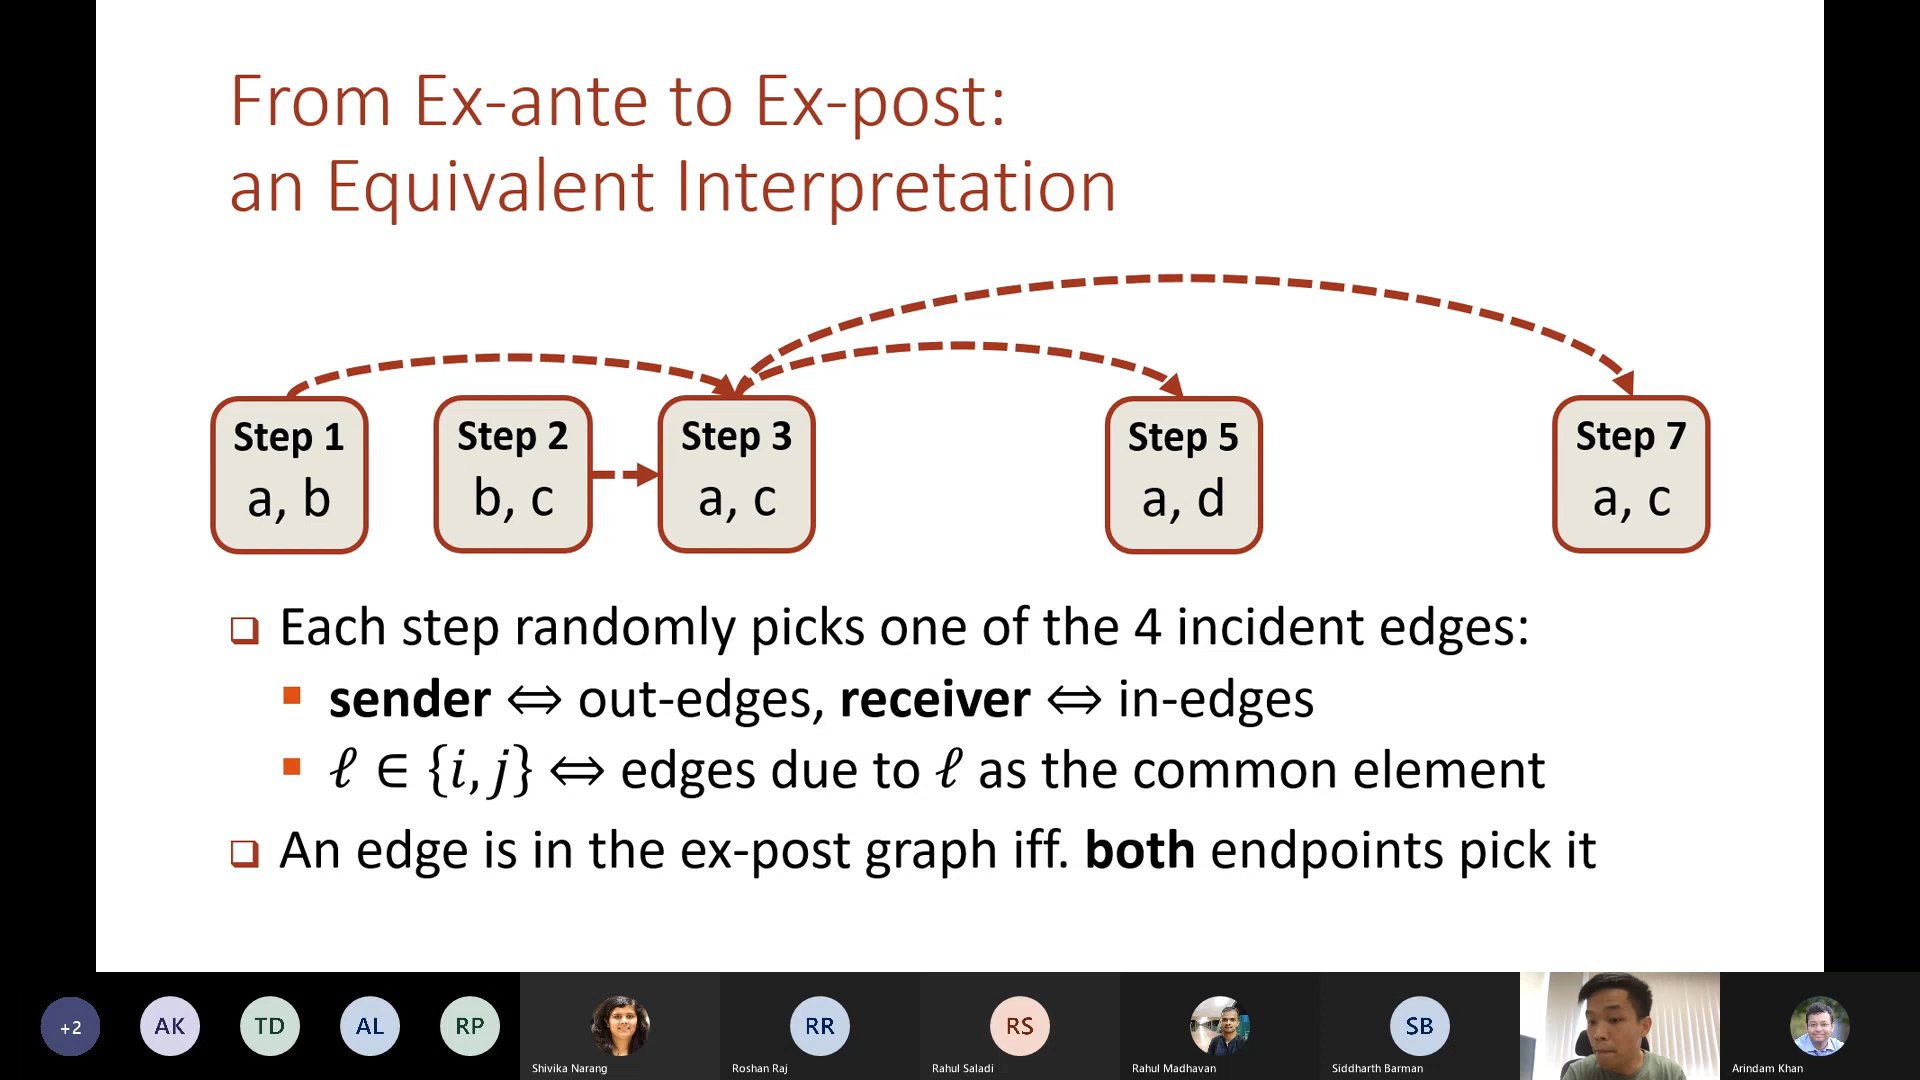 From Ex-ante to Ex-post:
an Equivalent Interpretation
Step 1
a, b
Step 2
b, c
Step 3
a, c
Step 5
a, d
Step 7
a, c
Each step randomly picks one of the 4 incident edges:
sender ⇔ out-edges, receiver ⇔ in-edges
ℓ ∈ {i, j} ⇔ edges due to ℓ as the common element
An edge is in the ex-post graph iff. both endpoints pick it
+2
AK
TD
AL
RP
Shivika Narang
RR
Roshan Raj
RS
Rahul Saladi
Rahul Madhavan
SB
Siddharth Barman
Arindam Khan